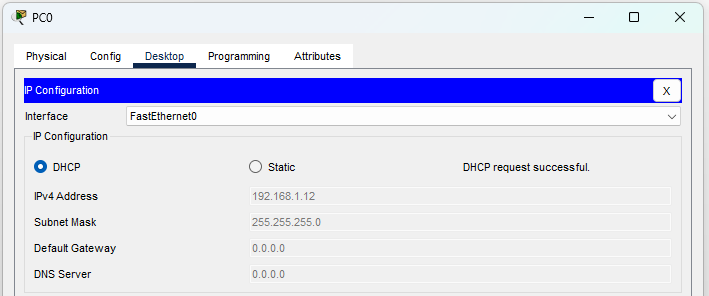 PC0
Physical Config Desktop Programming Attributes
IP Configuration X
Interface FastEthernet0
IP Configuration
DHCP Static DHCP request successful.
IPv4 Address 192.168.1.12
Subnet Mask 255.255.255.0
Default Gateway 0.0.0.0
DNS Server 0.0.0.0